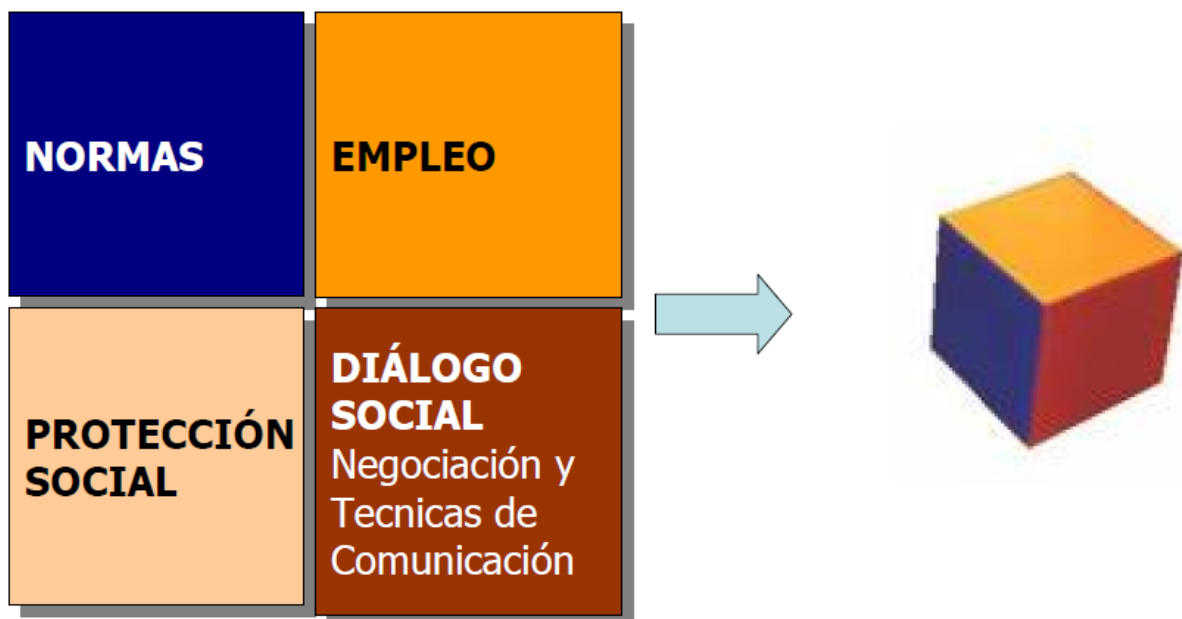 NORMAS
EMPLEO
PROTECCIÓN
SOCIAL
DIÁLOGO
SOCIAL
Negociación y
Tecnicas de
Comunicación